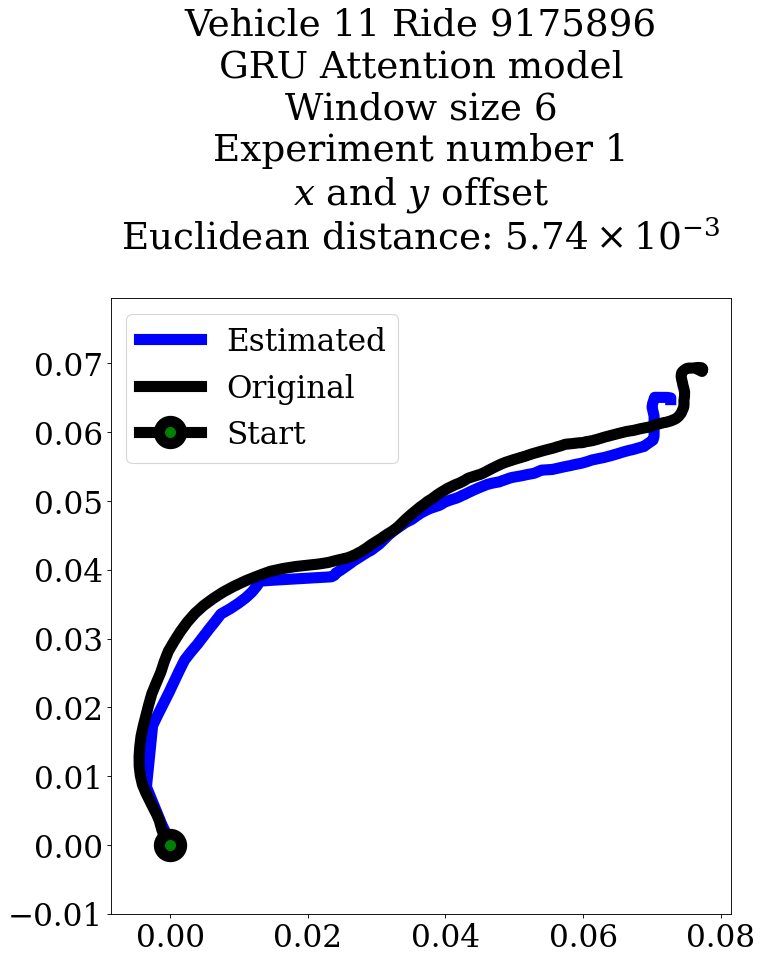 Vehicle 11 Ride 9175896
GRU Attention model
Window size 6
Experiment number 1
x and y offset
Euclidean distance: 5.74 × 10⁻³
Estimated
Original
Start
0.07
0.06
0.05
0.04
0.03
0.02
0.01
0.00
−0.01
0.00 0.02 0.04 0.06 0.08